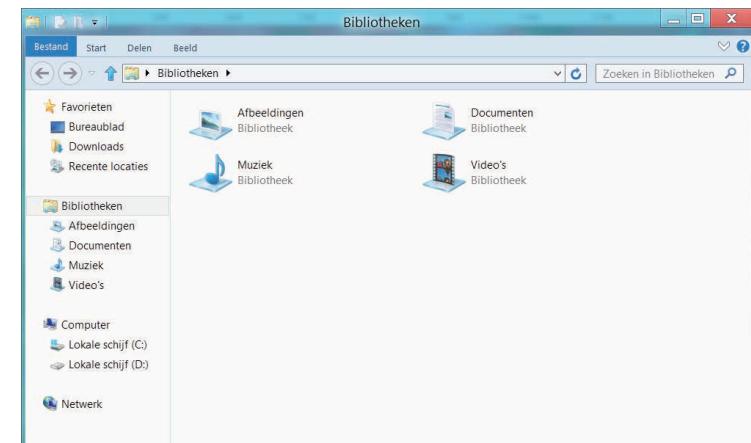 Bibliotheken
Bestand Start Delen Beeld
Bibliotheken
Zoeken in Bibliotheken
Favorieten
Bureaublad
Downloads
Recente locaties
Bibliotheken
Afbeeldingen
Documenten
Muziek
Video's
Computer
Lokale schijf (C:)
Lokale schijf (D:)
Netwerk
Afbeeldingen
Bibliotheek
Documenten
Bibliotheek
Muziek
Bibliotheek
Video's
Bibliotheek